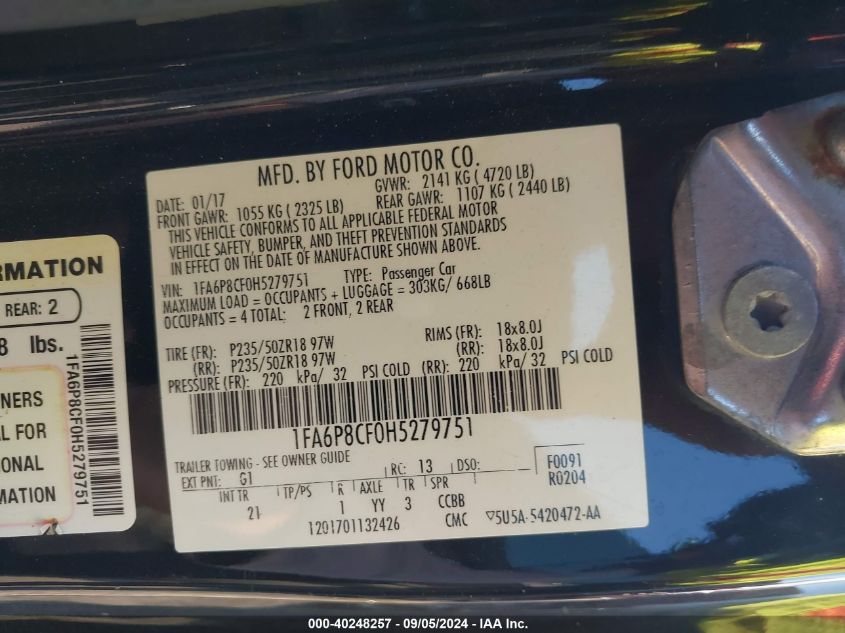 MFD. BY FORD MOTOR CO.
DATE: 01/17 GVWR: 2141 KG ( 4720 LB)
FRONT GAWR: 1055 KG ( 2325 LB) REAR GAWR: 1107 KG ( 2440 LB)
THIS VEHICLE CONFORMS TO ALL APPLICABLE FEDERAL MOTOR
VEHICLE SAFETY, BUMPER, AND THEFT PREVENTION STANDARDS
IN EFFECT ON THE DATE OF MANUFACTURE SHOWN ABOVE.
VIN: 1FA6P8CF0H5279751 TYPE: Passenger Car
MAXIMUM LOAD = OCCUPANTS + LUGGAGE = 303KG/ 668LB
OCCUPANTS = 4 TOTAL: 2 FRONT, 2 REAR
TIRE (FR): P235/50ZR18 97W RIMS (FR): 18x8.0J
(RR): P235/50ZR18 97W (RR): 18x8.0J
PRESSURE (FR): 220 kPa/ 32 PSI COLD (RR): 220 kPa/ 32 PSI COLD
1FA6P8CF0H5279751
TRAILER TOWING - SEE OWNER GUIDE
EXT PNT: G1 RC: 13 DSO: F0091
R0204
INT TR TP/PS R AXLE TR SPR
21 1 YY 3 CCBB
1201701132426 CMC ▽5U5A-5420472-AA
RMATION
REAR: 2
8 lbs.
NERS
AL FOR
IONAL
MATION
1FA6P8CF0H5279751
000-40248257 - 09/05/2024 - IAA Inc.